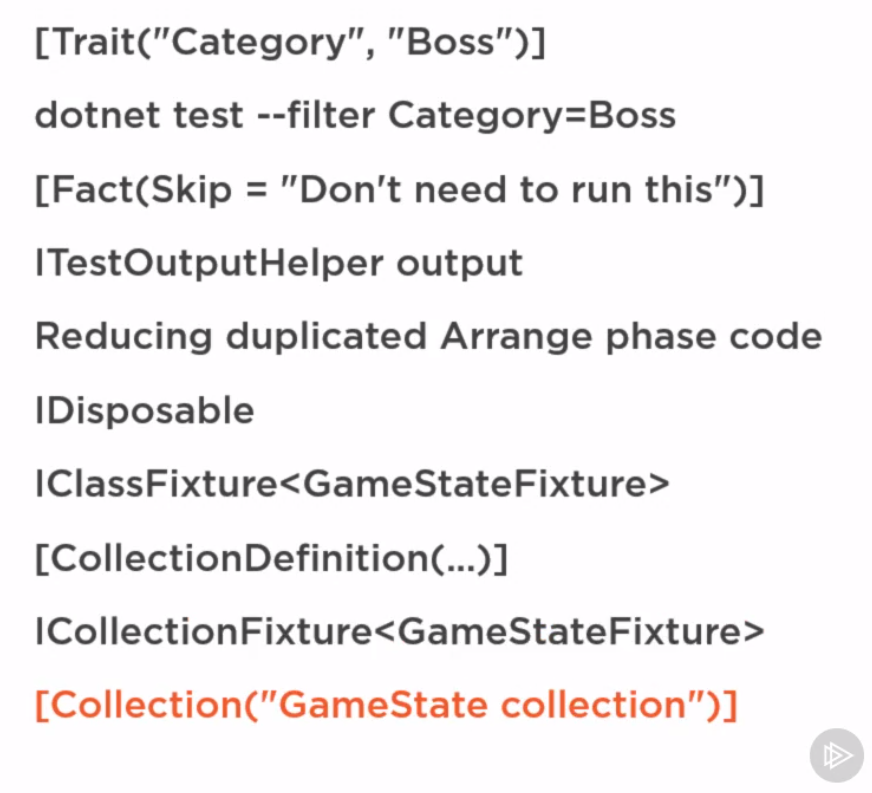 [Trait("Category", "Boss")]
dotnet test --filter Category=Boss
[Fact(Skip = "Don't need to run this")]
ITestOutputHelper output
Reducing duplicated Arrange phase code
IDisposable
IClassFixture<GameStateFixture>
[CollectionDefinition(...)]
ICollectionFixture<GameStateFixture>
[Collection("GameState collection")]